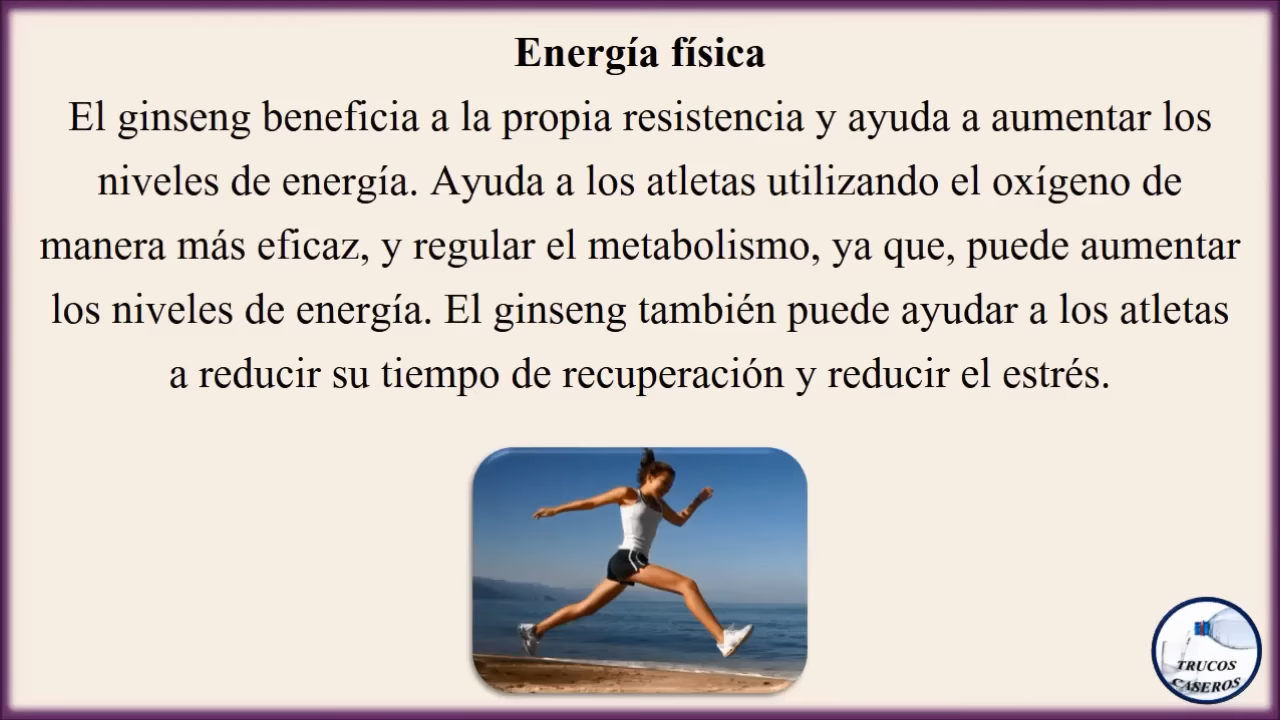 Energía física
El ginseng beneficia a la propia resistencia y ayuda a aumentar los
niveles de energía. Ayuda a los atletas utilizando el oxígeno de
manera más eficaz, y regular el metabolismo, ya que, puede aumentar
los niveles de energía. El ginseng también puede ayudar a los atletas
a reducir su tiempo de recuperación y reducir el estrés.
TRUCOS
CASEROS